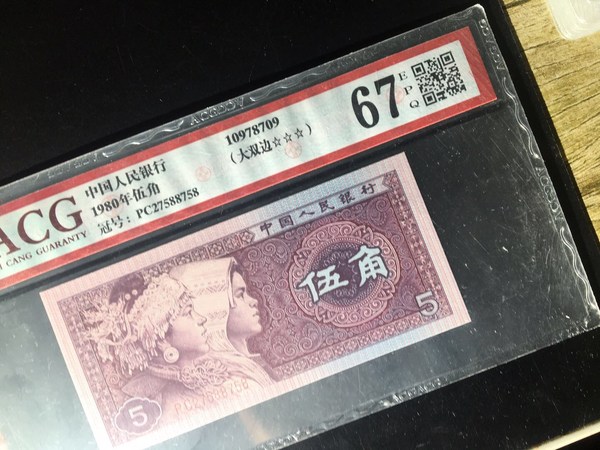 ACG
CANG GUARANTY
中国人民银行
1980年伍角
冠号：PC27588758
10978709
（大双边☆☆☆）
67
EPQ
中国人民银行
伍角
5
5